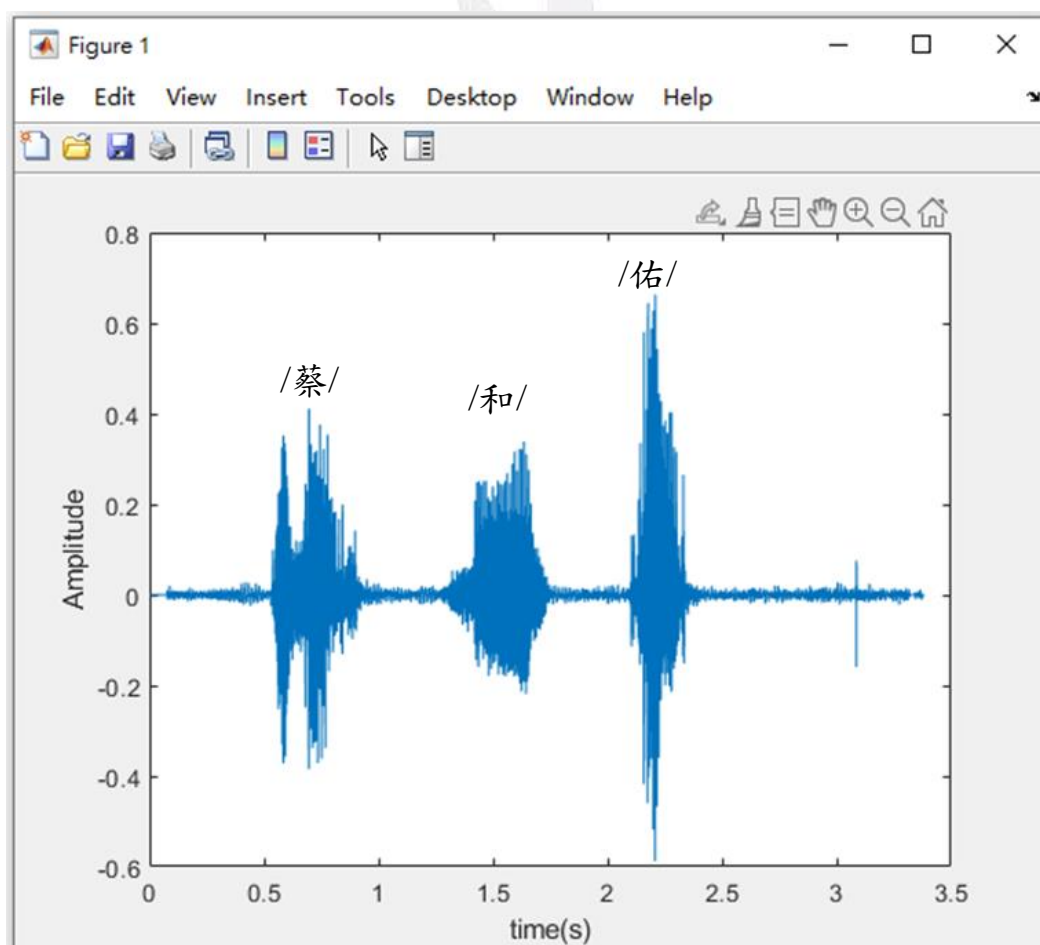 Figure 1
File Edit View Insert Tools Desktop Window Help
0.8
/佑/
0.6
/蔡/
/和/
0.4
0.2
Amplitude
0
-0.2
-0.4
-0.6
0 0.5 1 1.5 2 2.5 3 3.5
time(s)